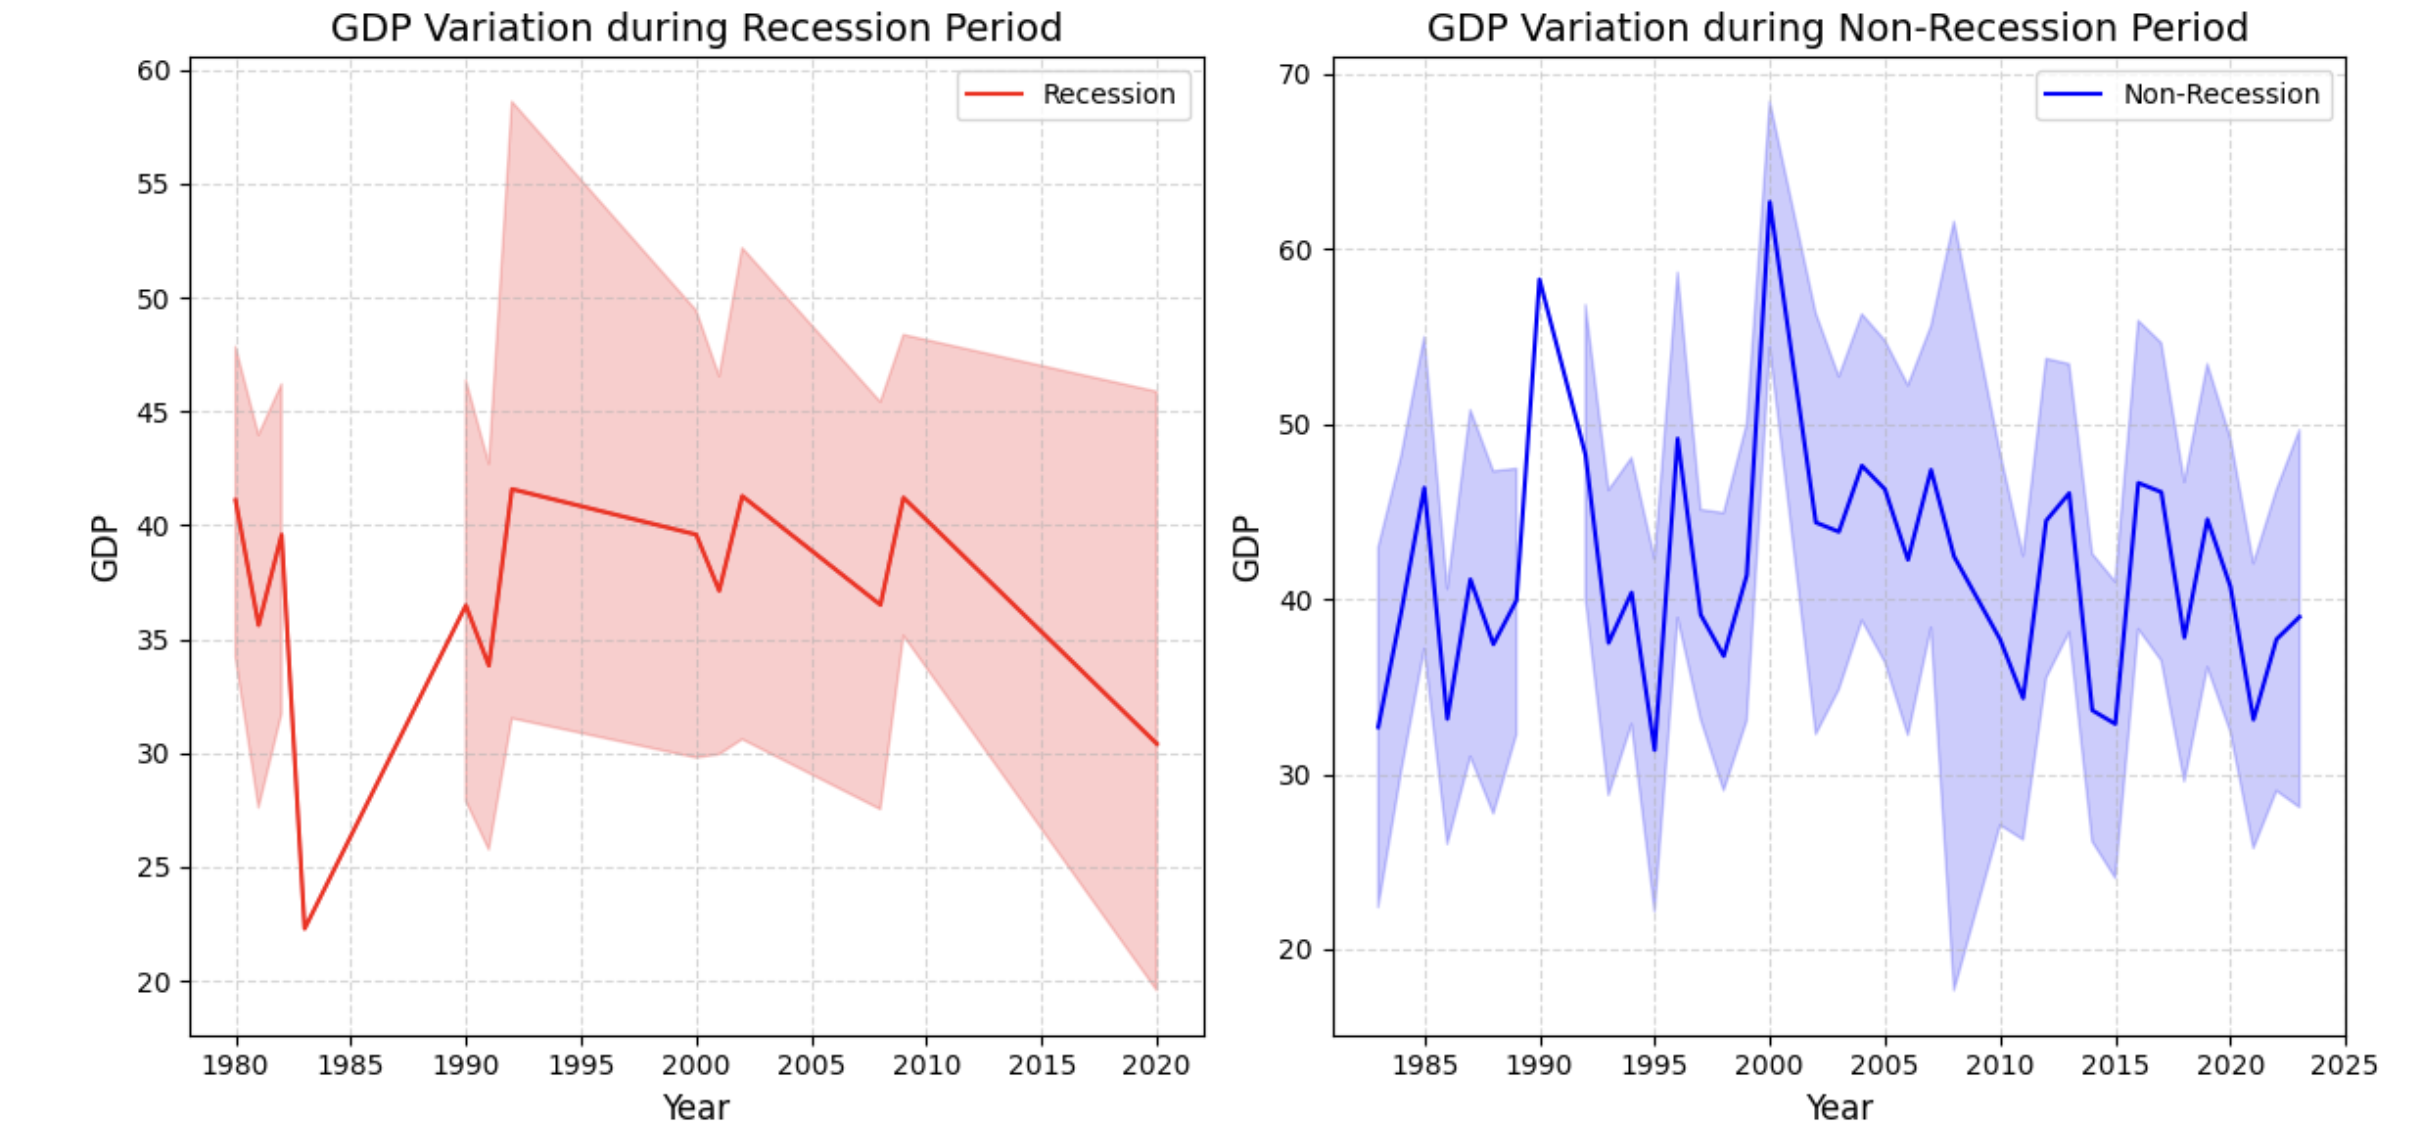 GDP Variation during Recession Period
60
55
50
45
40
35
30
25
20
GDP
Recession
1980 1985 1990 1995 2000 2005 2010 2015 2020
Year
GDP Variation during Non-Recession Period
70
60
50
40
30
20
GDP
Non-Recession
1985 1990 1995 2000 2005 2010 2015 2020 2025
Year